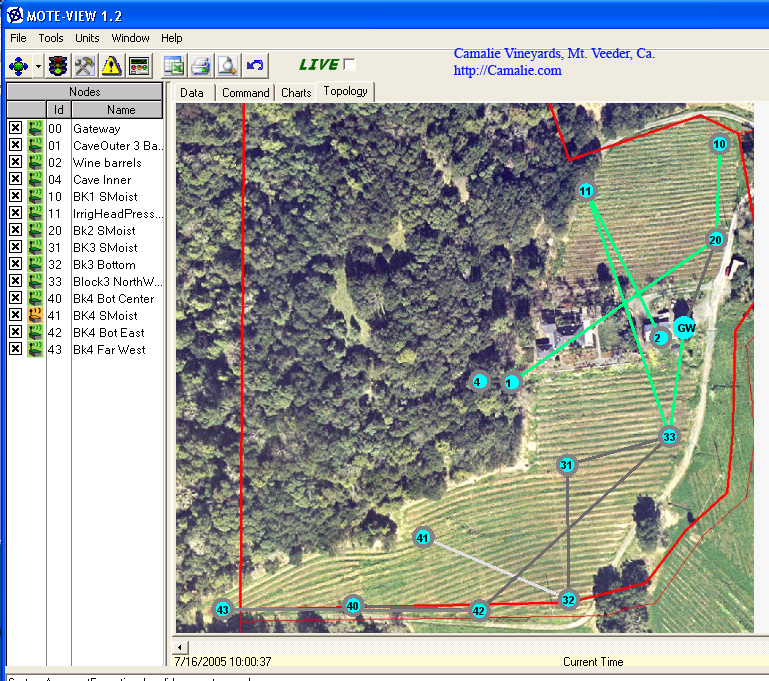 MOTE-VIEW 1.2
File Tools Units Window Help
LIVE
Camalie Vineyards, Mt. Veeder, Ca.
http://Camalie.com
Nodes
Id Name
00 Gateway
01 CaveOuter 3 Ba..
02 Wine barrels
04 Cave Inner
10 BK1 SMoist
11 IrrigHeadPress...
20 Bk2 SMoist
31 BK3 SMoist
32 Bk3 Bottom
33 Block3 NorthW...
40 Bk4 Bot Center
41 BK4 SMoist
42 BK4 Bot East
43 Bk4 Far West
Data Command Charts Topology
10
11
20
GW
2
4 1
33
31
41
32
40
43
42
7/16/2005 10:00:37 Current Time